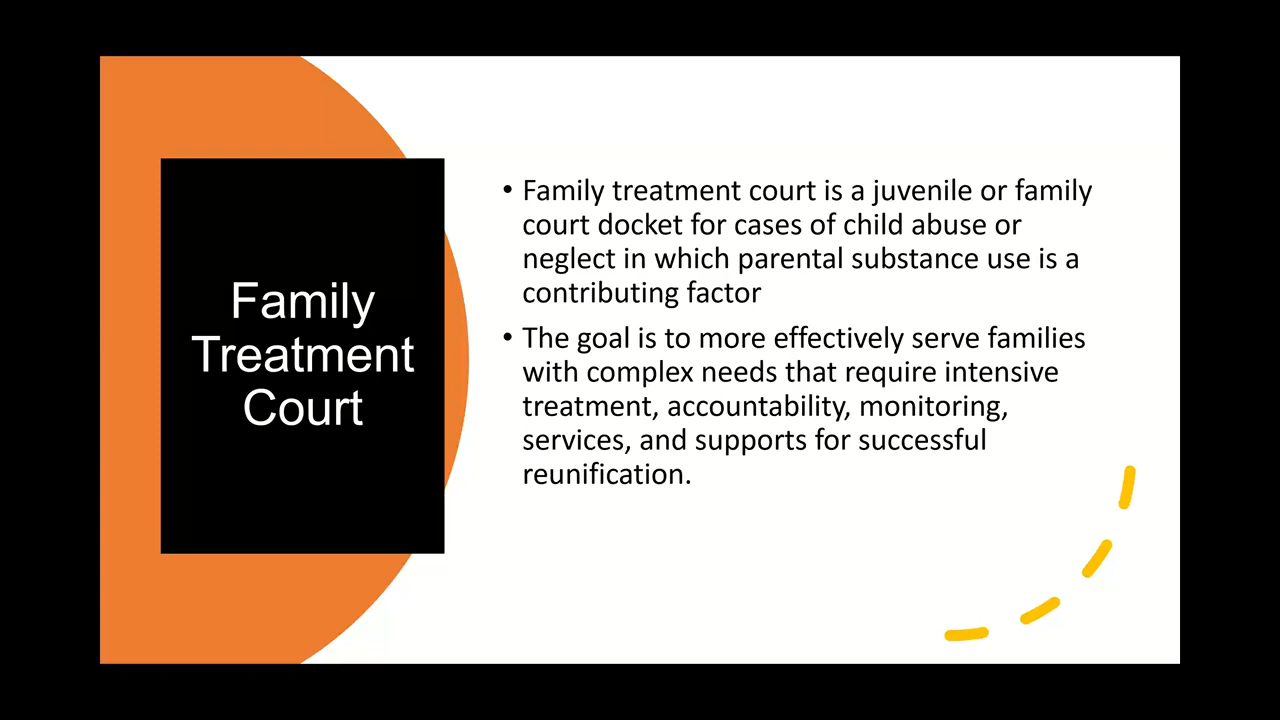 Family
Treatment
Court
• Family treatment court is a juvenile or family
court docket for cases of child abuse or
neglect in which parental substance use is a
contributing factor
• The goal is to more effectively serve families
with complex needs that require intensive
treatment, accountability, monitoring,
services, and supports for successful
reunification.